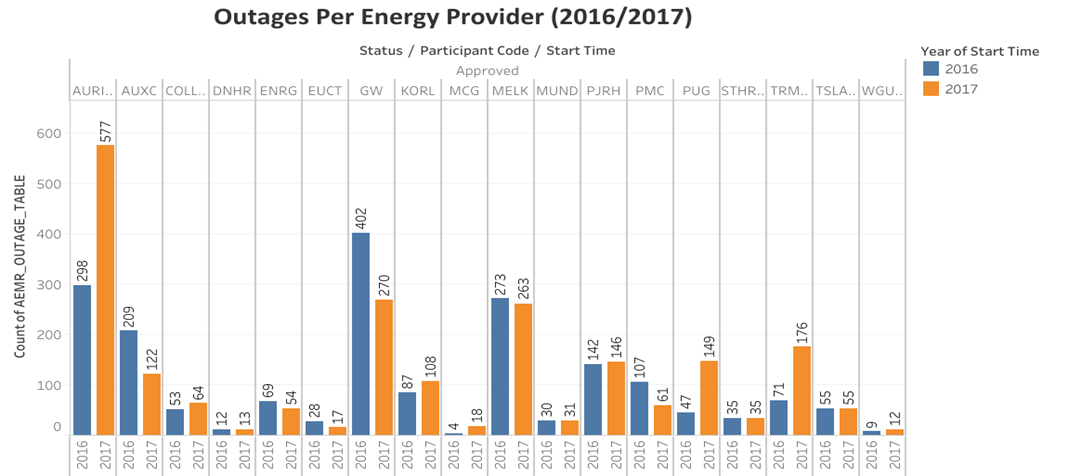 Outages Per Energy Provider (2016/2017)
Status / Participant Code / Start Time
Approved
AURI.. AUXC COLL.. DNHR ENRG EUCT GW KORL MCG MELK MUND PJRH PMC PUG STHR.. TRM.. TSLA.. WGU..
Year of Start Time
2016
2017
Count of AEMR_OUTAGE_TABLE
600
500
400
300
200
100
0
298 577 209 122 53 64 12 13 69 54 28 17 402 270 87 108 4 18 273 263 30 31 142 146 107 61 47 149 35 35 71 176 55 55 9 12
2016 2017 2016 2017 2016 2017 2016 2017 2016 2017 2016 2017 2016 2017 2016 2017 2016 2017 2016 2017 2016 2017 2016 2017 2016 2017 2016 2017 2016 2017 2016 2017 2016 2017 2016 2017